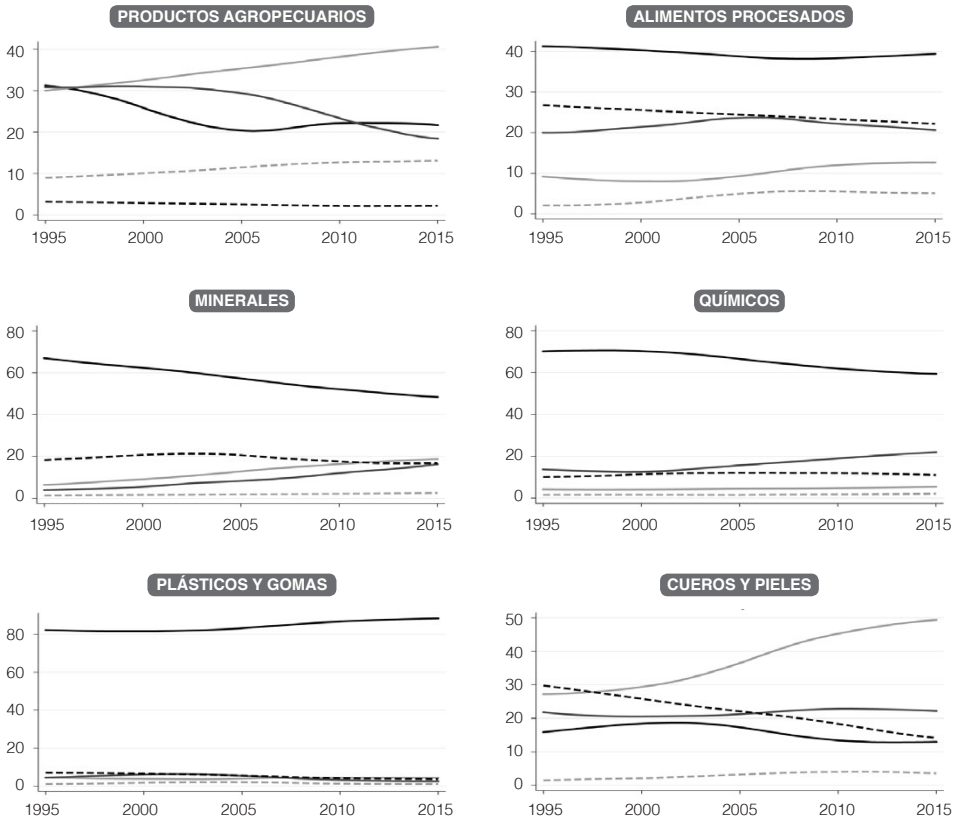 PRODUCTOS AGROPECUARIOS
40
30
20
10
0
1995 2000 2005 2010 2015
ALIMENTOS PROCESADOS
40
30
20
10
0
1995 2000 2005 2010 2015
MINERALES
80
60
40
20
0
1995 2000 2005 2010 2015
QUÍMICOS
80
60
40
20
0
1995 2000 2005 2010 2015
PLÁSTICOS Y GOMAS
80
60
40
20
0
1995 2000 2005 2010 2015
CUEROS Y PIELES
50
40
30
20
10
0
1995 2000 2005 2010 2015